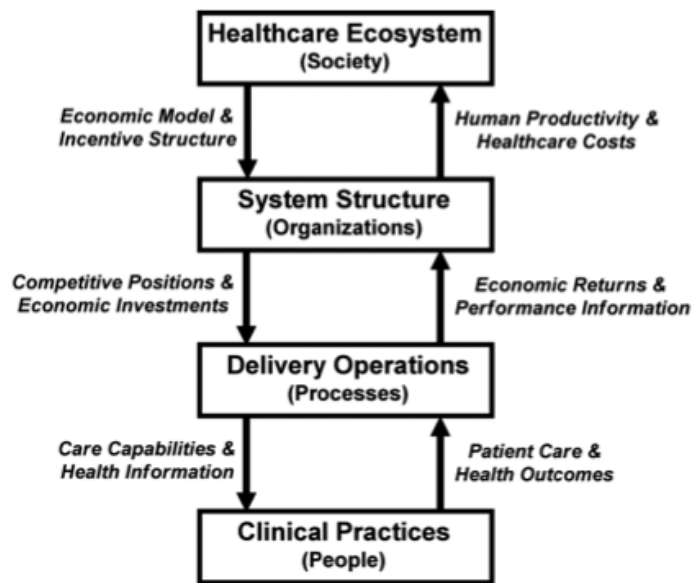 Healthcare Ecosystem
(Society)
Economic Model &
Incentive Structure
Human Productivity &
Healthcare Costs
System Structure
(Organizations)
Competitive Positions &
Economic Investments
Economic Returns &
Performance Information
Delivery Operations
(Processes)
Care Capabilities &
Health Information
Patient Care &
Health Outcomes
Clinical Practices
(People)